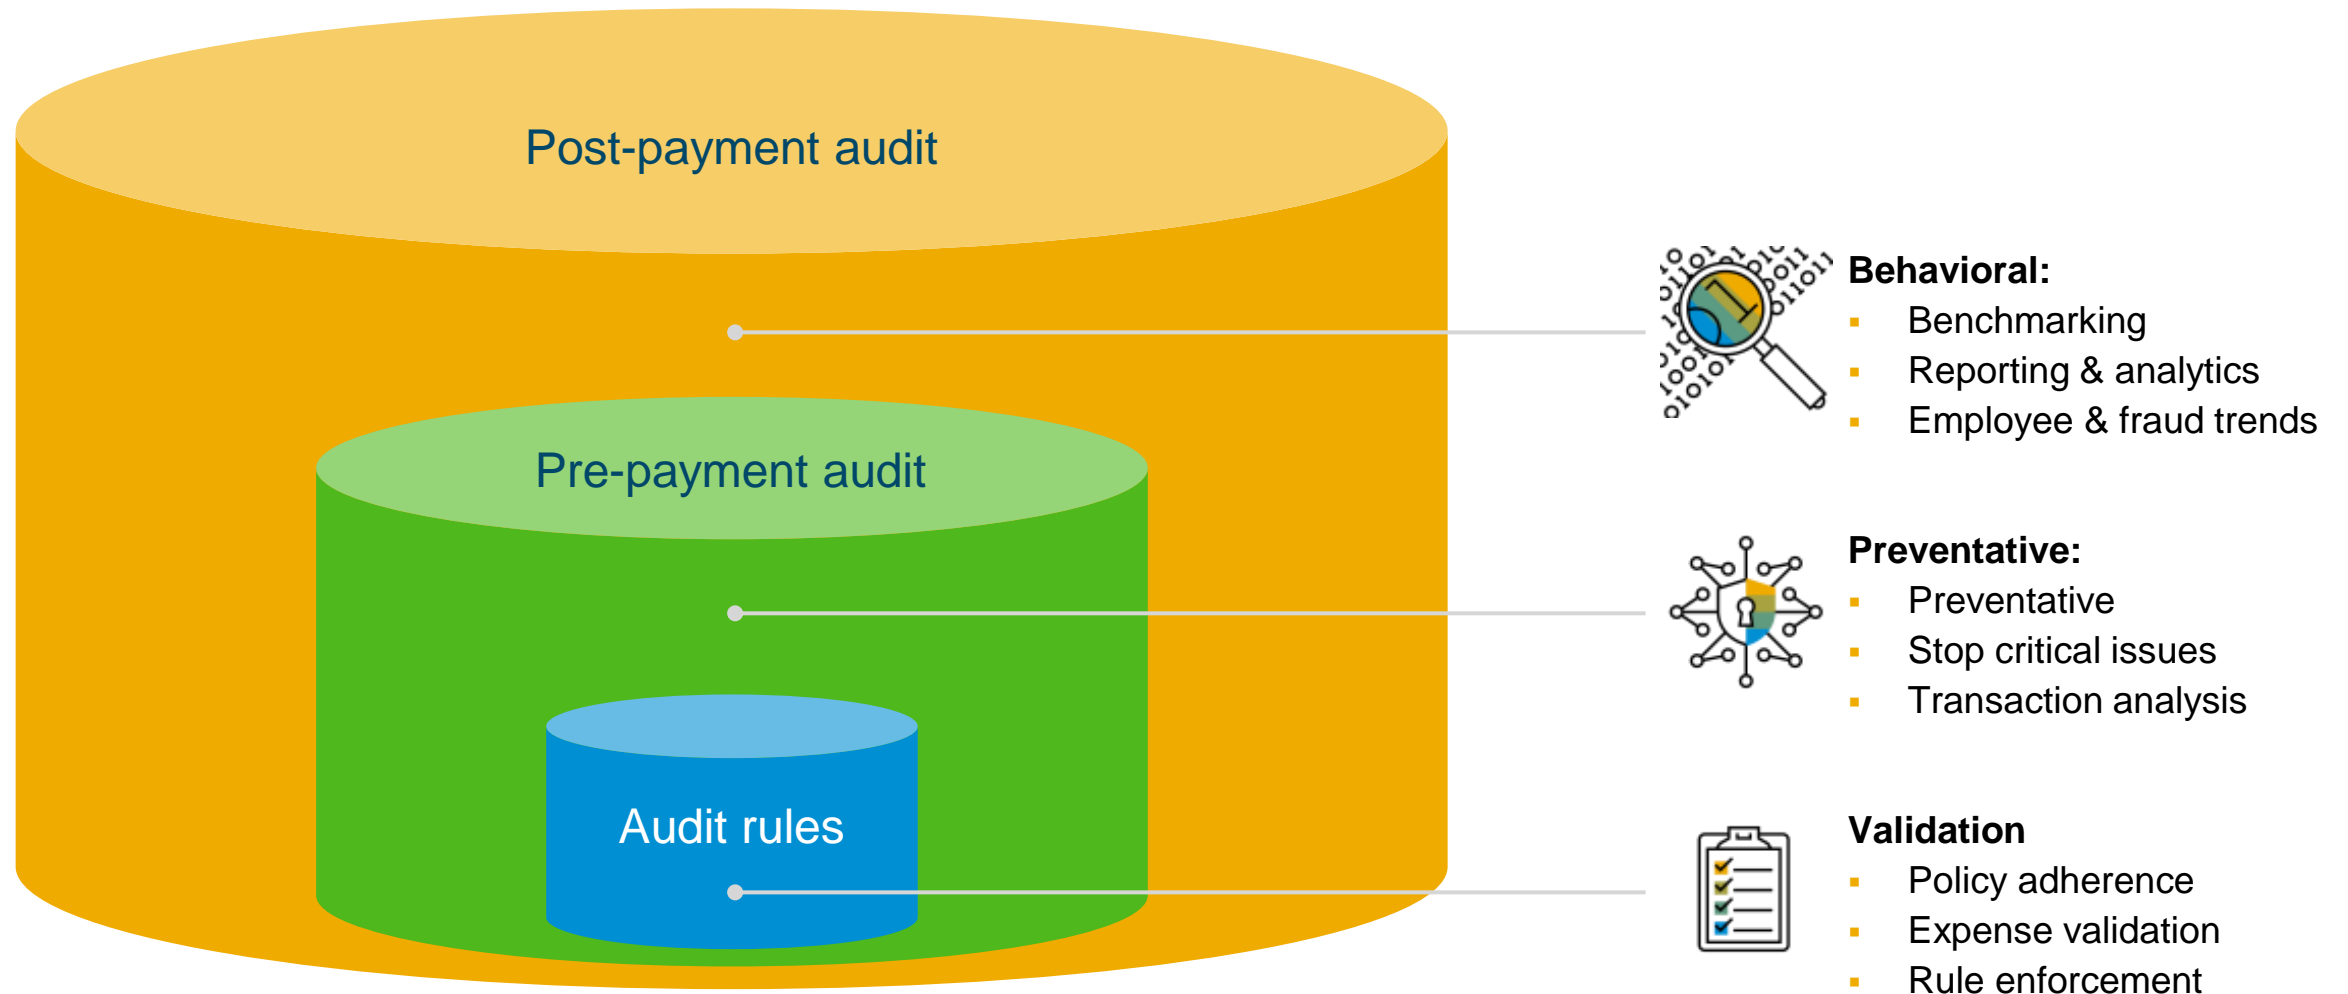 Post-payment audit
Pre-payment audit
Audit rules
Behavioral:
▪ Benchmarking
▪ Reporting & analytics
▪ Employee & fraud trends
Preventative:
▪ Preventative
▪ Stop critical issues
▪ Transaction analysis
Validation
▪ Policy adherence
▪ Expense validation
▪ Rule enforcement